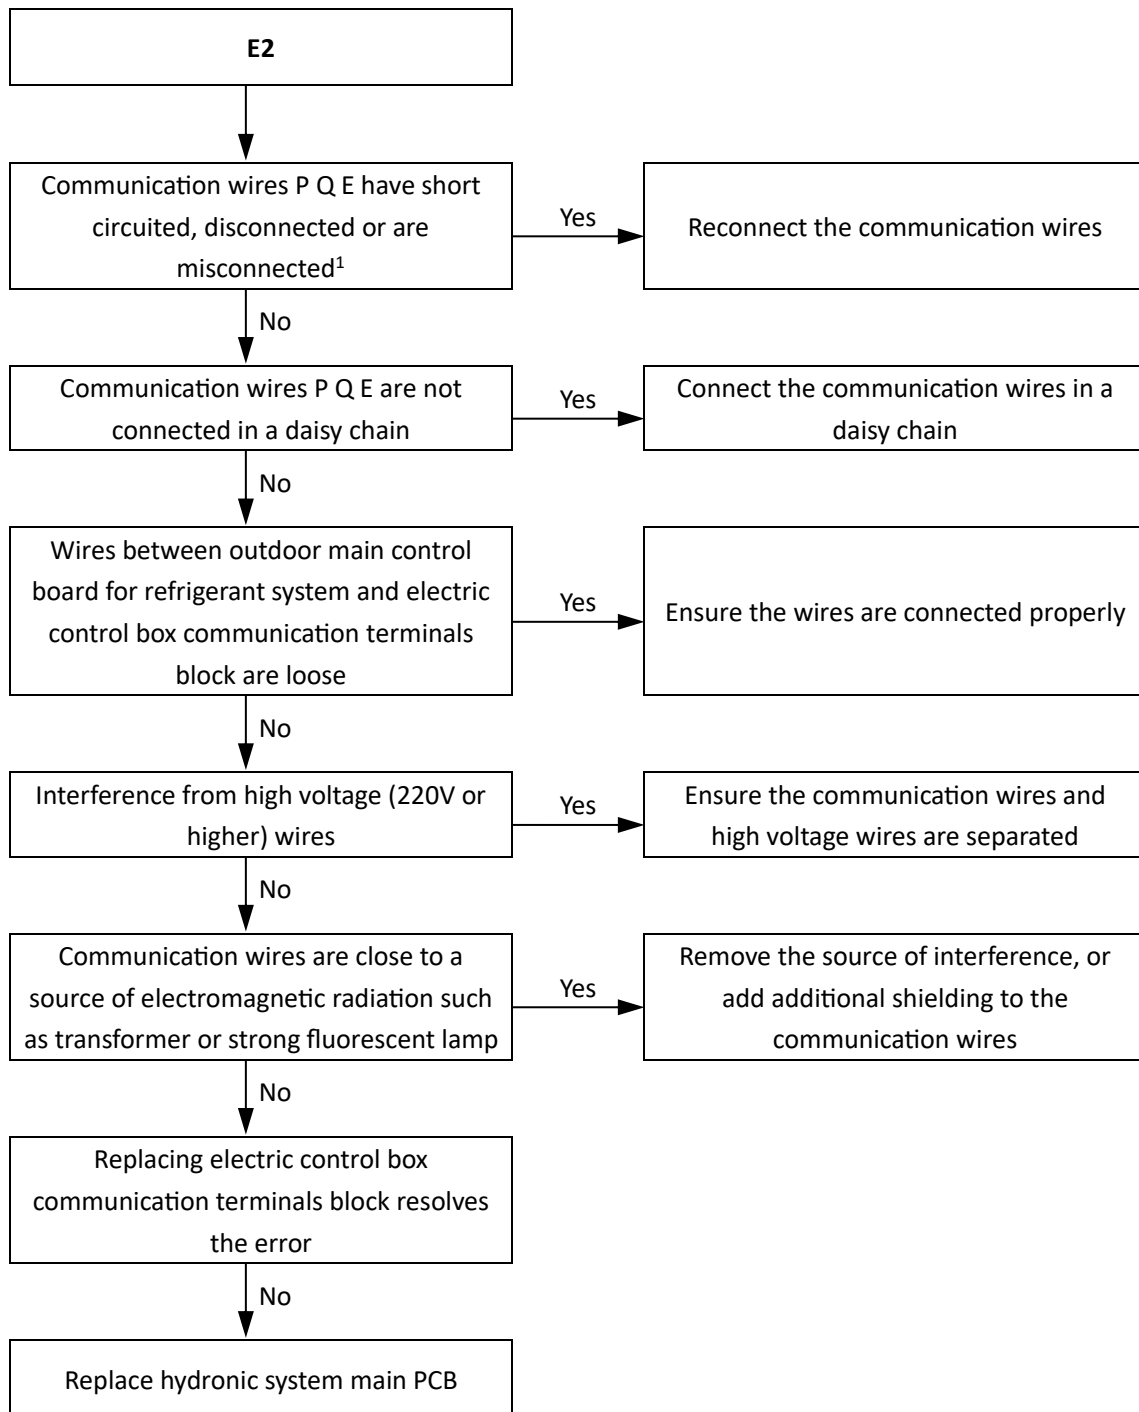 E2
Communication wires P Q E have short
circuited, disconnected or are
misconnected¹
Yes
Reconnect the communication wires
No
Communication wires P Q E are not
connected in a daisy chain
Yes
Connect the communication wires in a
daisy chain
No
Wires between outdoor main control
board for refrigerant system and electric
control box communication terminals
block are loose
Yes
Ensure the wires are connected properly
No
Interference from high voltage (220V or
higher) wires
Yes
Ensure the communication wires and
high voltage wires are separated
No
Communication wires are close to a
source of electromagnetic radiation such
as transformer or strong fluorescent lamp
Yes
Remove the source of interference, or
add additional shielding to the
communication wires
No
Replacing electric control box
communication terminals block resolves
the error
No
Replace hydronic system main PCB